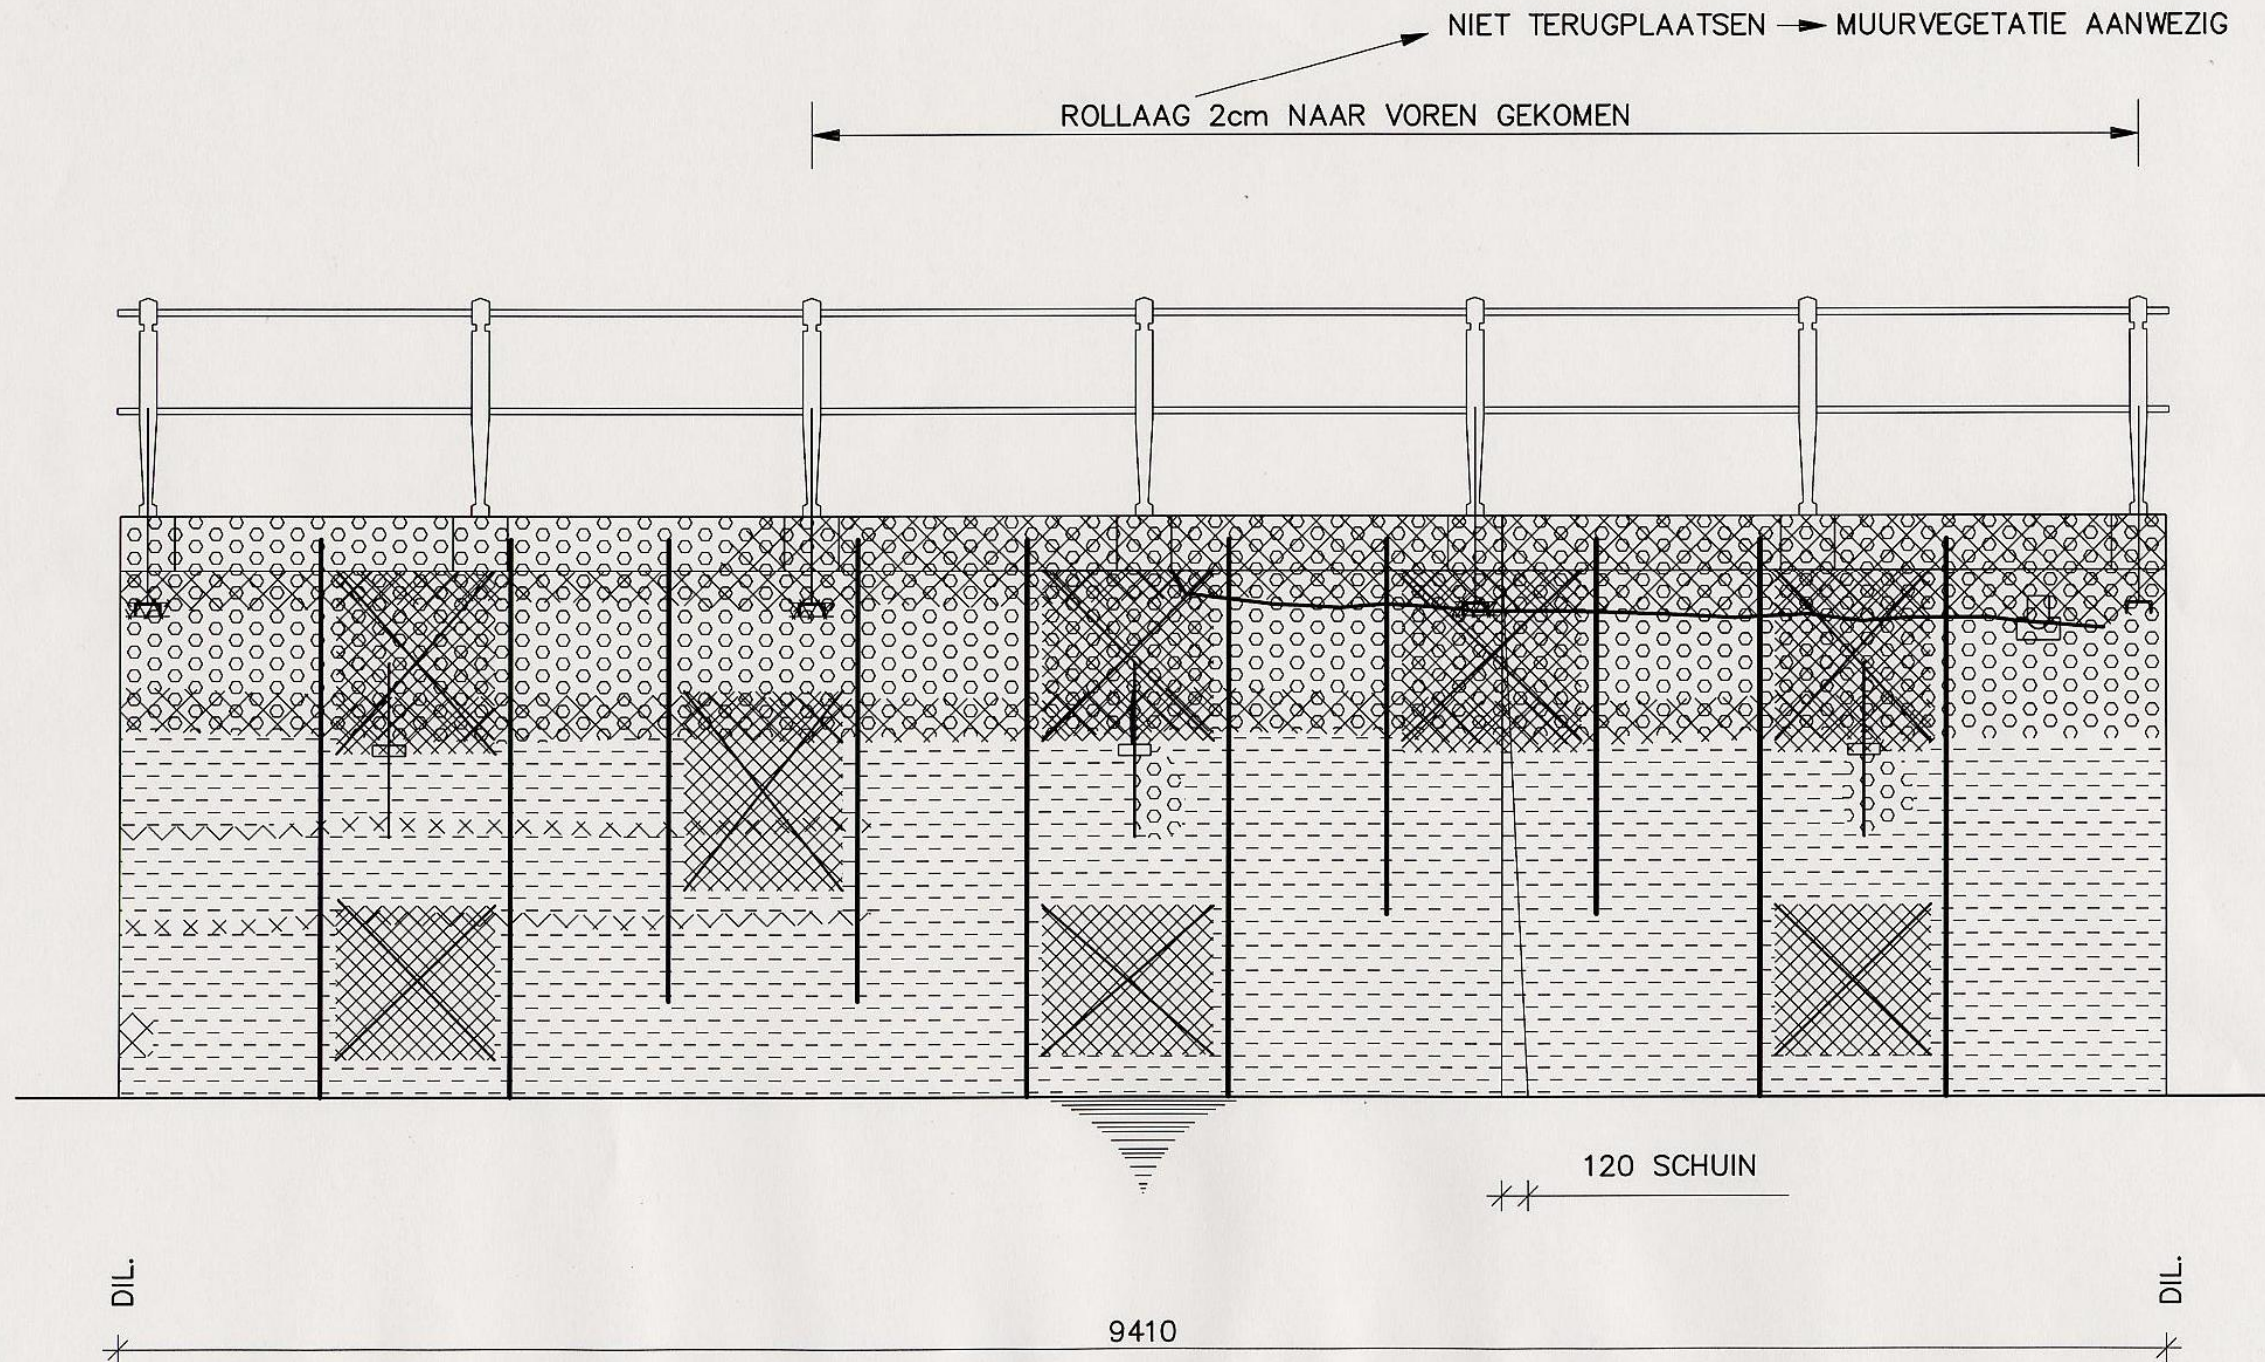 NIET TERUGPLAATSEN → MUURVEGETATIE AANWEZIG
ROLLAAG 2cm NAAR VOREN GEKOMEN
120 SCHUIN
DIL.
DIL.
9410